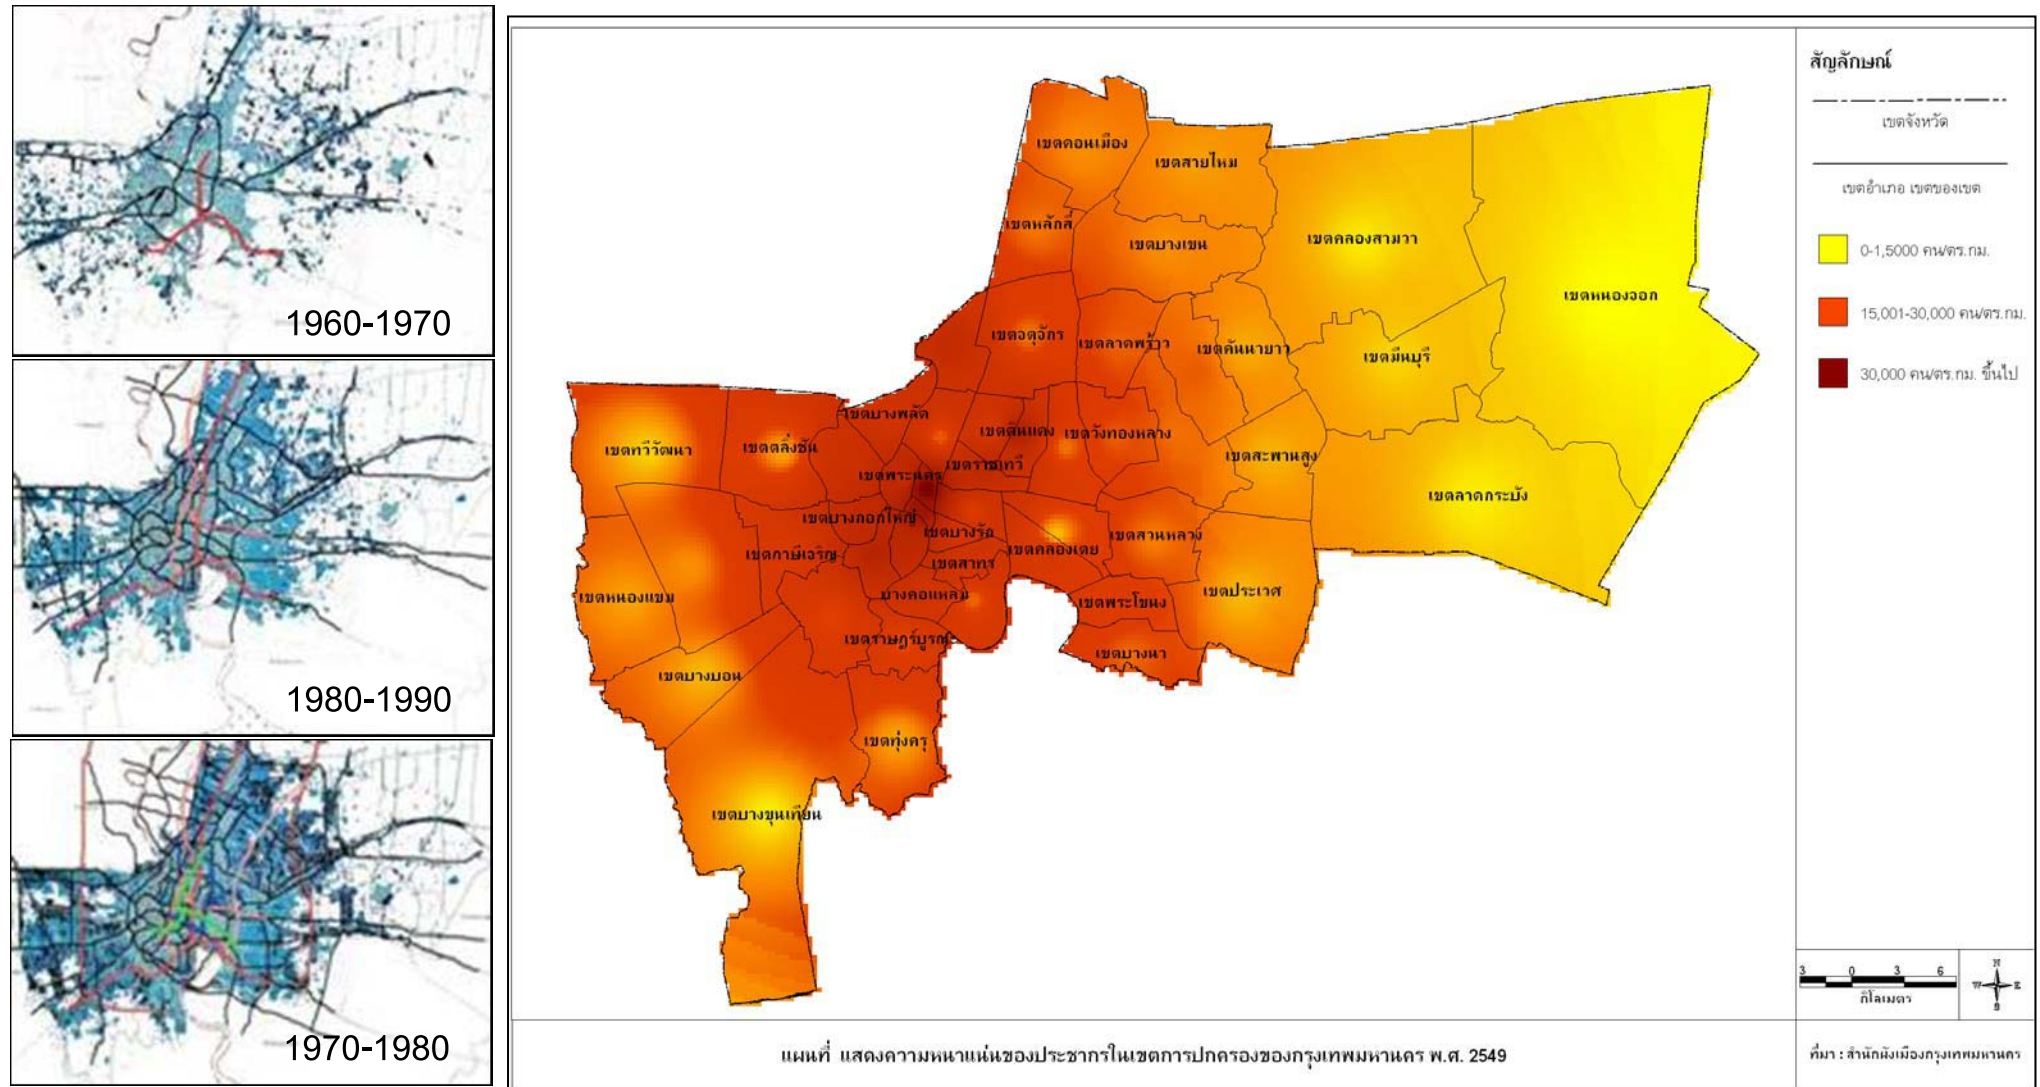 1960-1970
1980-1990
1970-1980
เขตดอนเมือง
เขตสายไหม
เขตหลักสี่
เขตบางเขน
เขตคลองสามวา
เขตหนองจอก
เขตจตุจักร
เขตลาดพร้าว
เขตคันนายาว
เขตมีนบุรี
เขตบางพลัด
เขตดินแดง
เขตวังทองหลาง
เขตทวีวัฒนา
เขตตลิ่งชัน
เขตสะพานสูง
เขตพระนคร
เขตราชเทวี
เขตลาดกระบัง
เขตบางกอกใหญ่
เขตบางรัก
เขตคลองเตย
เขตสวนหลวง
เขตภาษีเจริญ
เขตสาทร
เขตหนองแขม
บางคอแหลม
เขตพระโขนง
เขตประเวศ
เขตราษฎร์บูรณะ
เขตบางนา
เขตบางบอน
เขตทุ่งครุ
เขตบางขุนเทียน
สัญลักษณ์
เขตจังหวัด
เขตอำเภอ เขตของเขต
0-1,5000 คน/ตร.กม.
15,001-30,000 คน/ตร.กม.
30,000 คน/ตร.กม. ขึ้นไป
3 0 3 6
กิโลเมตร
N
W E
S
แผนที่ แสดงความหนาแน่นของประชากรในเขตการปกครองของกรุงเทพมหานคร พ.ศ. 2549
ที่มา : สำนักผังเมืองกรุงเทพมหานคร